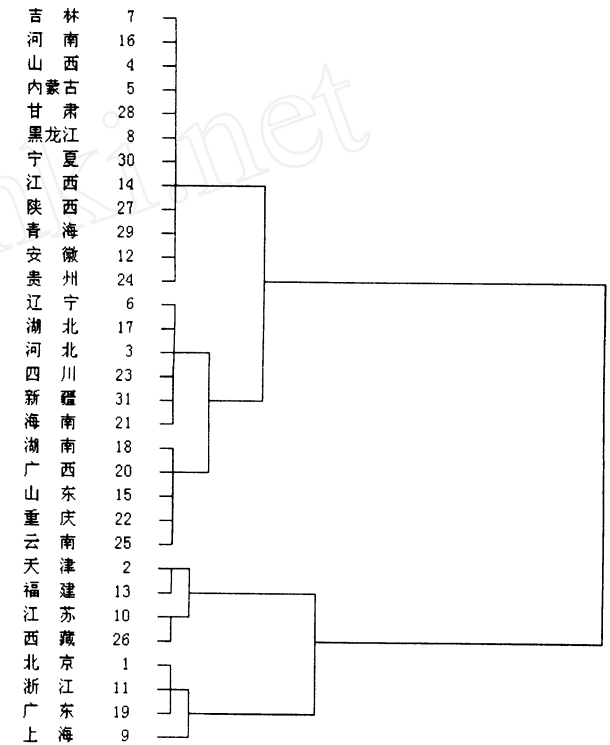 吉 林 7
河 南 16
山 西 4
内蒙古 5
甘 肃 28
黑龙江 8
宁 夏 30
江 西 14
陕 西 27
青 海 29
安 徽 12
贵 州 24
辽 宁 6
湖 北 17
河 北 3
四 川 23
新 疆 31
海 南 21
湖 南 18
广 西 20
山 东 15
重 庆 22
云 南 25
天 津 2
福 建 13
江 苏 10
西 藏 26
北 京 1
浙 江 11
广 东 19
上 海 9
nki.net